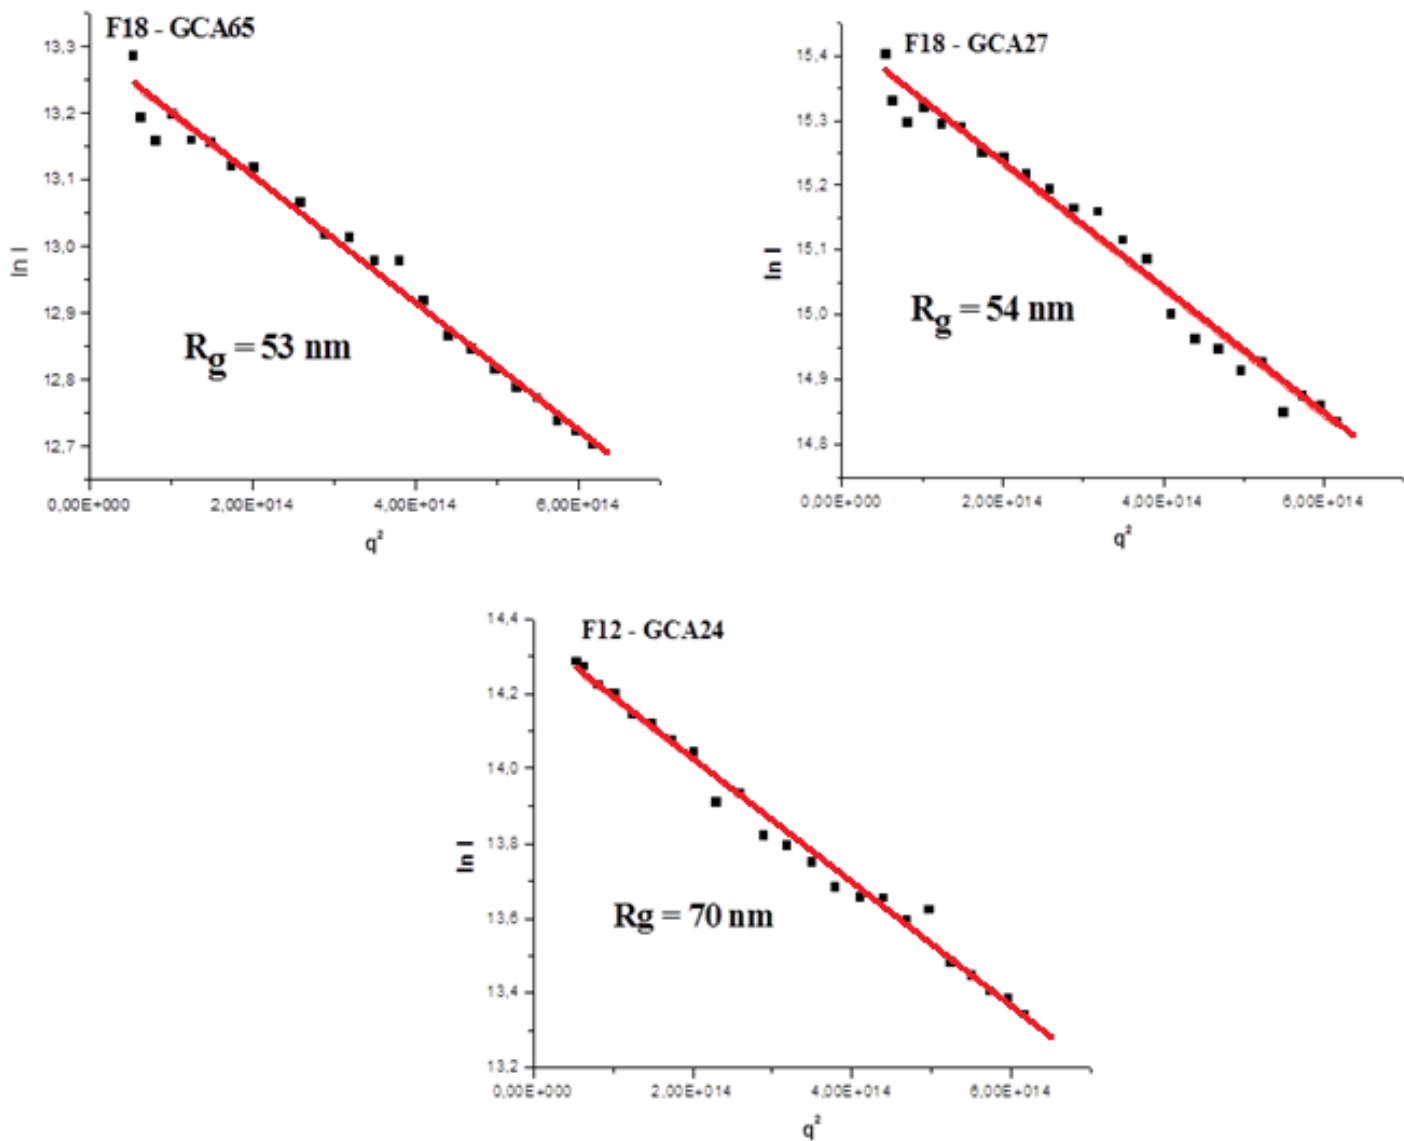 F18 - GCA65
13,3
13,2
13,1
13,0
12,9
12,8
12,7
ln I
Rg = 53 nm
0,00E+000 2,00E+014 4,00E+014 6,00E+014
q²
F18 - GCA27
15,4
15,3
15,2
15,1
15,0
14,9
14,8
ln I
Rg = 54 nm
0,00E+000 2,00E+014 4,00E+014 6,00E+014
q²
F12 - GCA24
14,4
14,2
14,0
13,8
13,6
13,4
13,2
ln I
Rg = 70 nm
0,00E+000 2,00E+014 4,00E+014 6,00E+014
q²